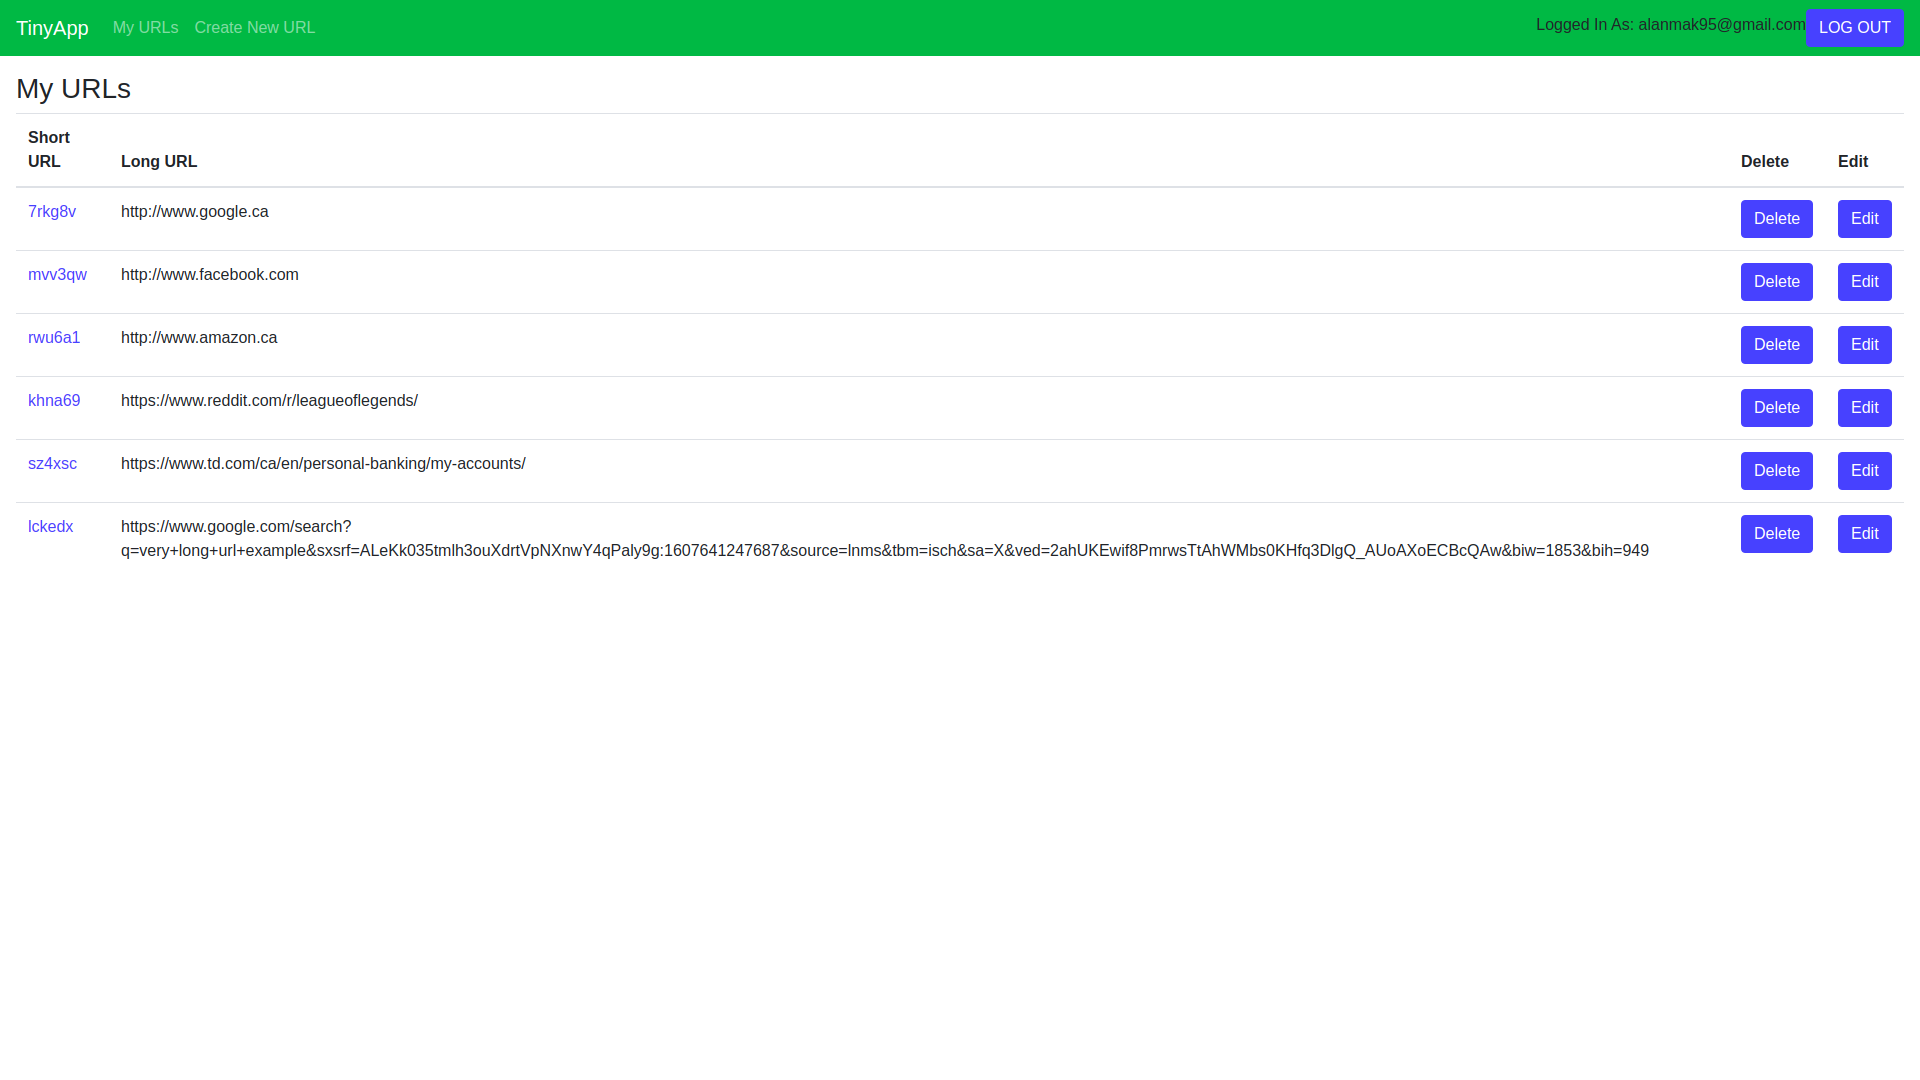 TinyApp My URLs Create New URL Logged In As: alanmak95@gmail.com LOG OUT
My URLs
Short
URL Long URL Delete Edit
7rkg8v http://www.google.ca Delete Edit
mvv3qw http://www.facebook.com Delete Edit
rwu6a1 http://www.amazon.ca Delete Edit
khna69 https://www.reddit.com/r/leagueoflegends/ Delete Edit
sz4xsc https://www.td.com/ca/en/personal-banking/my-accounts/ Delete Edit
lckedx https://www.google.com/search? Delete Edit
q=very+long+url+example&sxsrf=ALeKk035tmlh3ouXdrtVpNXnwY4qPaly9g:1607641247687&source=lnms&tbm=isch&sa=X&ved=2ahUKEwif8PmrwsTtAhWMbs0KHfq3DlgQ_AUoAXoECBcQAw&biw=1853&bih=949